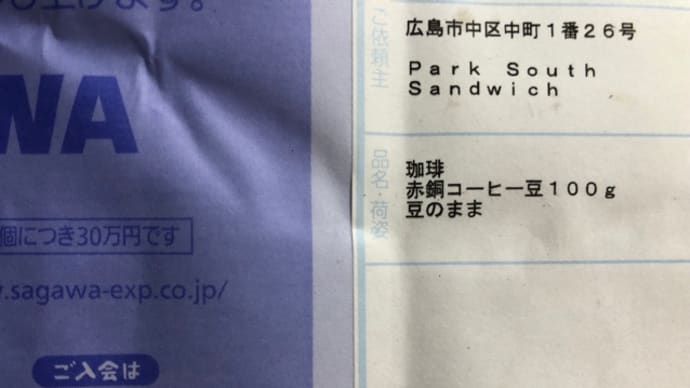 し上げます。
WA
個につき30万円です
.sagawa-exp.co.jp/
ご入会は
ご依頼主
広島市中区中町1番26号
Park South
Sandwich
品名・荷姿
珈琲
赤銅コーヒー豆100g
豆のまま